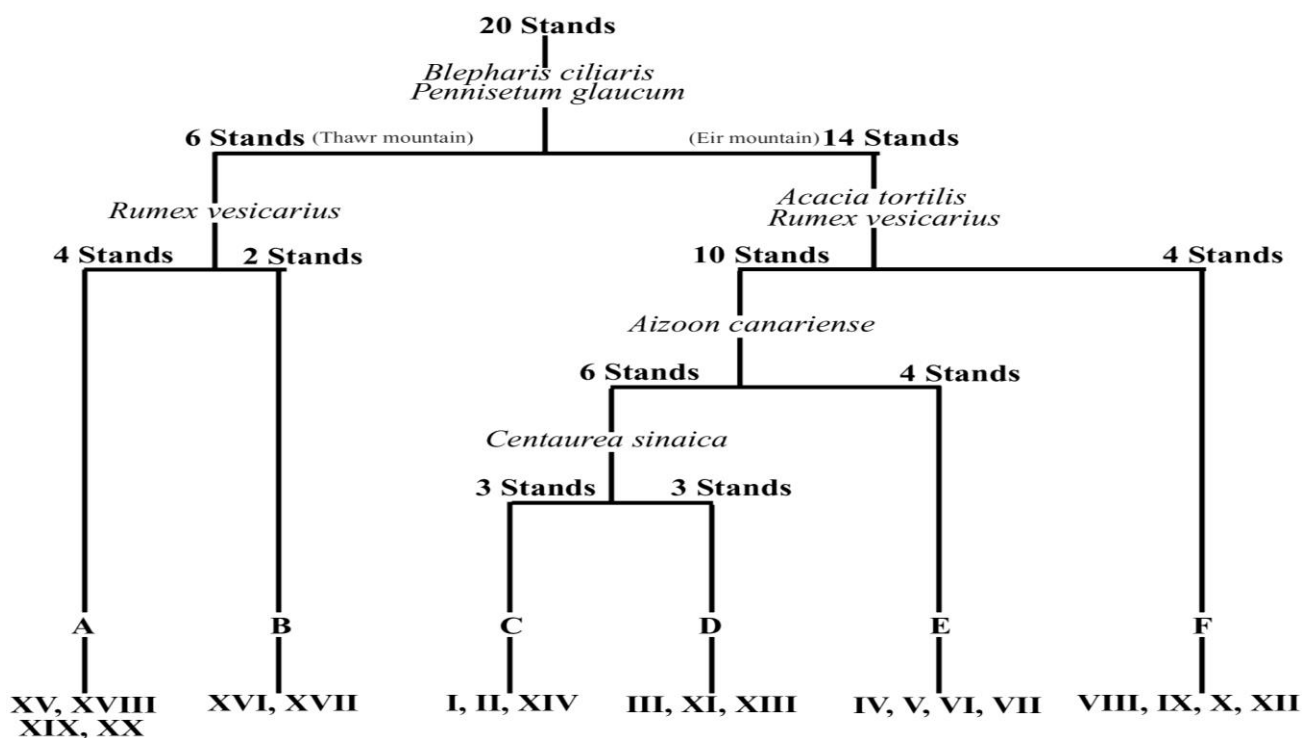 20 Stands
Blepharis ciliaris
Pennisetum glaucum
6 Stands (Thawr mountain)
(Eir mountain) 14 Stands
Rumex vesicarius
Acacia tortilis
Rumex vesicarius
4 Stands
2 Stands
10 Stands
4 Stands
Aizoon canariense
6 Stands
4 Stands
Centaurea sinaica
3 Stands
3 Stands
A
B
C
D
E
F
XV, XVIII
XIX, XX
XVI, XVII
I, II, XIV
III, XI, XIII
IV, V, VI, VII
VIII, IX, X, XII